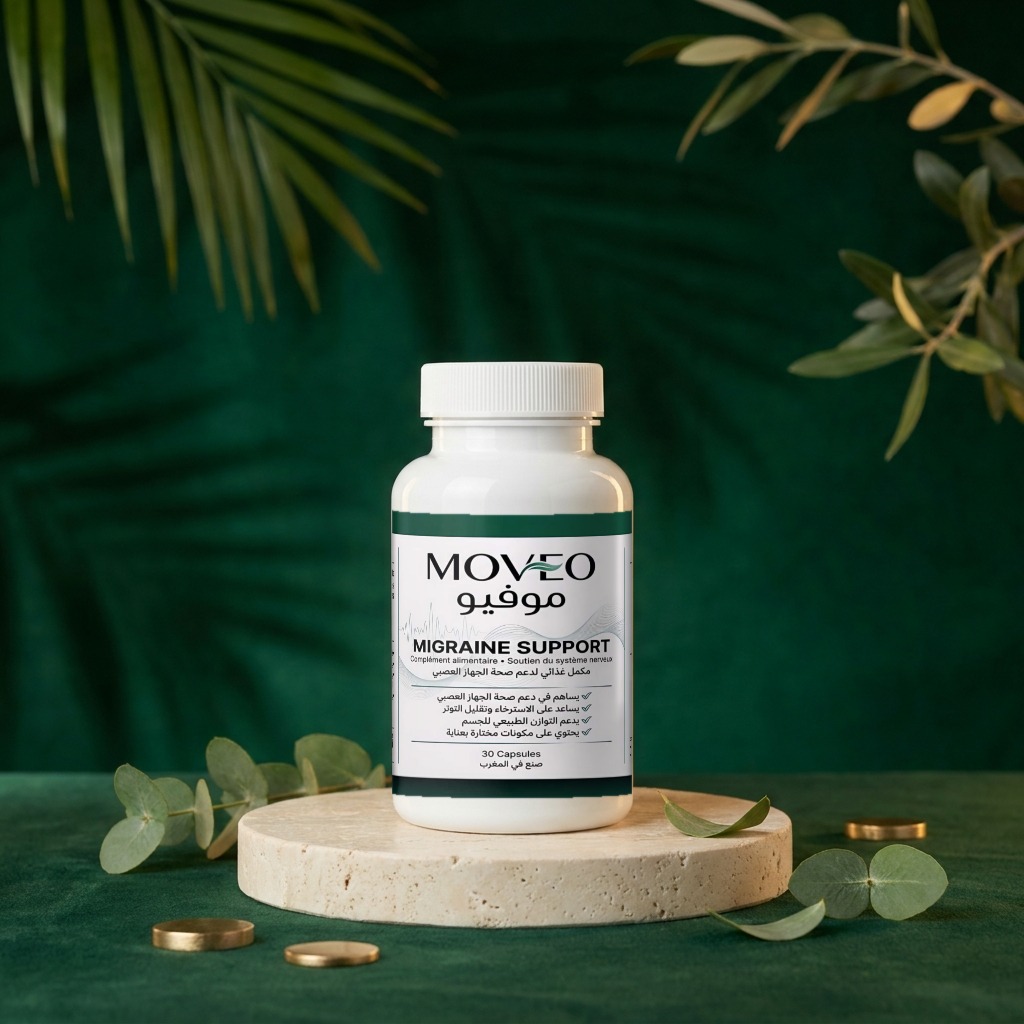 MOVEO
موفيو
MIGRAINE SUPPORT
Complément alimentaire • Soutien du système nerveux
مكمل غذائي لدعم صحة الجهاز العصبي
يساهم في دعم صحة الجهاز العصبي
يساعد على الاسترخاء وتقليل التوتر
يدعم التوازن الطبيعي للجسم
يحتوي على مكونات مختارة بعناية
30 Capsules
صنع في المغرب